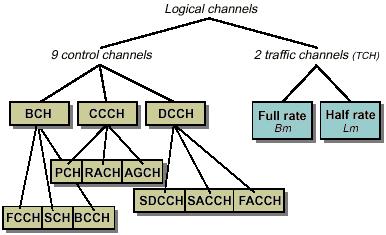 Logical channels
9 control channels
2 traffic channels (TCH)
BCH
CCCH
DCCH
Full rate
Bm
Half rate
Lm
PCH RACH AGCH
SDCCH SACCH FACCH
FCCH SCH BCCH